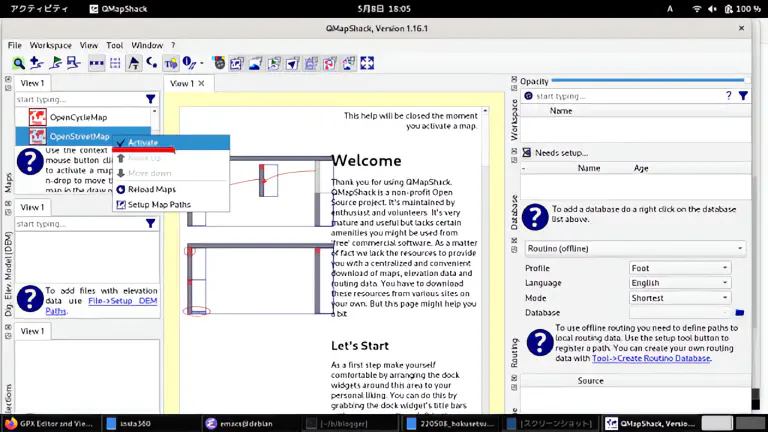 アクティビティ
QMapShack
5月8日 18:05
A
100 %
QMapShack, Version 1.16.1
File Workspace View Tool Window ?
View 1
start typing...
OpenCycleMap
OpenStreetMap
Use the context
mouse button clic
to activate a map
n-drop to move th
map in the draw o
Maps
Activate
Move Up
Move down
Reload Maps
Setup Map Paths
View 1
start typing...
To add files with elevation
data use File->Setup DEM
Paths.
Dig. Elev. Model (DEM)
View 1
View 1
This help will be closed the moment
you activate a map.
Welcome
Thank you for using QMapShack.
QMapShack is a non-profit Open
Source project. It's maintained by
enthusist and volunteers. It's very
mature and useful but lacks certain
amenilies you might be used from
'free' commercial software. As a matter
of fact we lack the resources to provide
you with a centralized and convenient
download of maps, elevation data and
routing data. You have to download
these resources from various sites on
your own. But this page might help you
a bit
Let's Start
As a first step make yourself
comfortable by arranging the dock
widgets around this area to your
personal liking. You can do this by
grabbing the dock widget's title bars
Opacity
start typing...
?
Name
Workspace
Needs setup...
Name
Age
To add a database do a right click on the database
list above.
Routino (offline)
Profile
Foot
Language
English
Mode
Shortest
Database
To use offline routing you need to define paths to
local routing data. Use the setup tool button to
register a path. You can create your own routing
data with Tool->Create Routino Database.
Routing
Source
GPX Editor and Vie...
insta360
emacs@debian
[~/h/blogger]
220508_hokusetsu...
[スクリーンショット]
QMapShack, Versi...